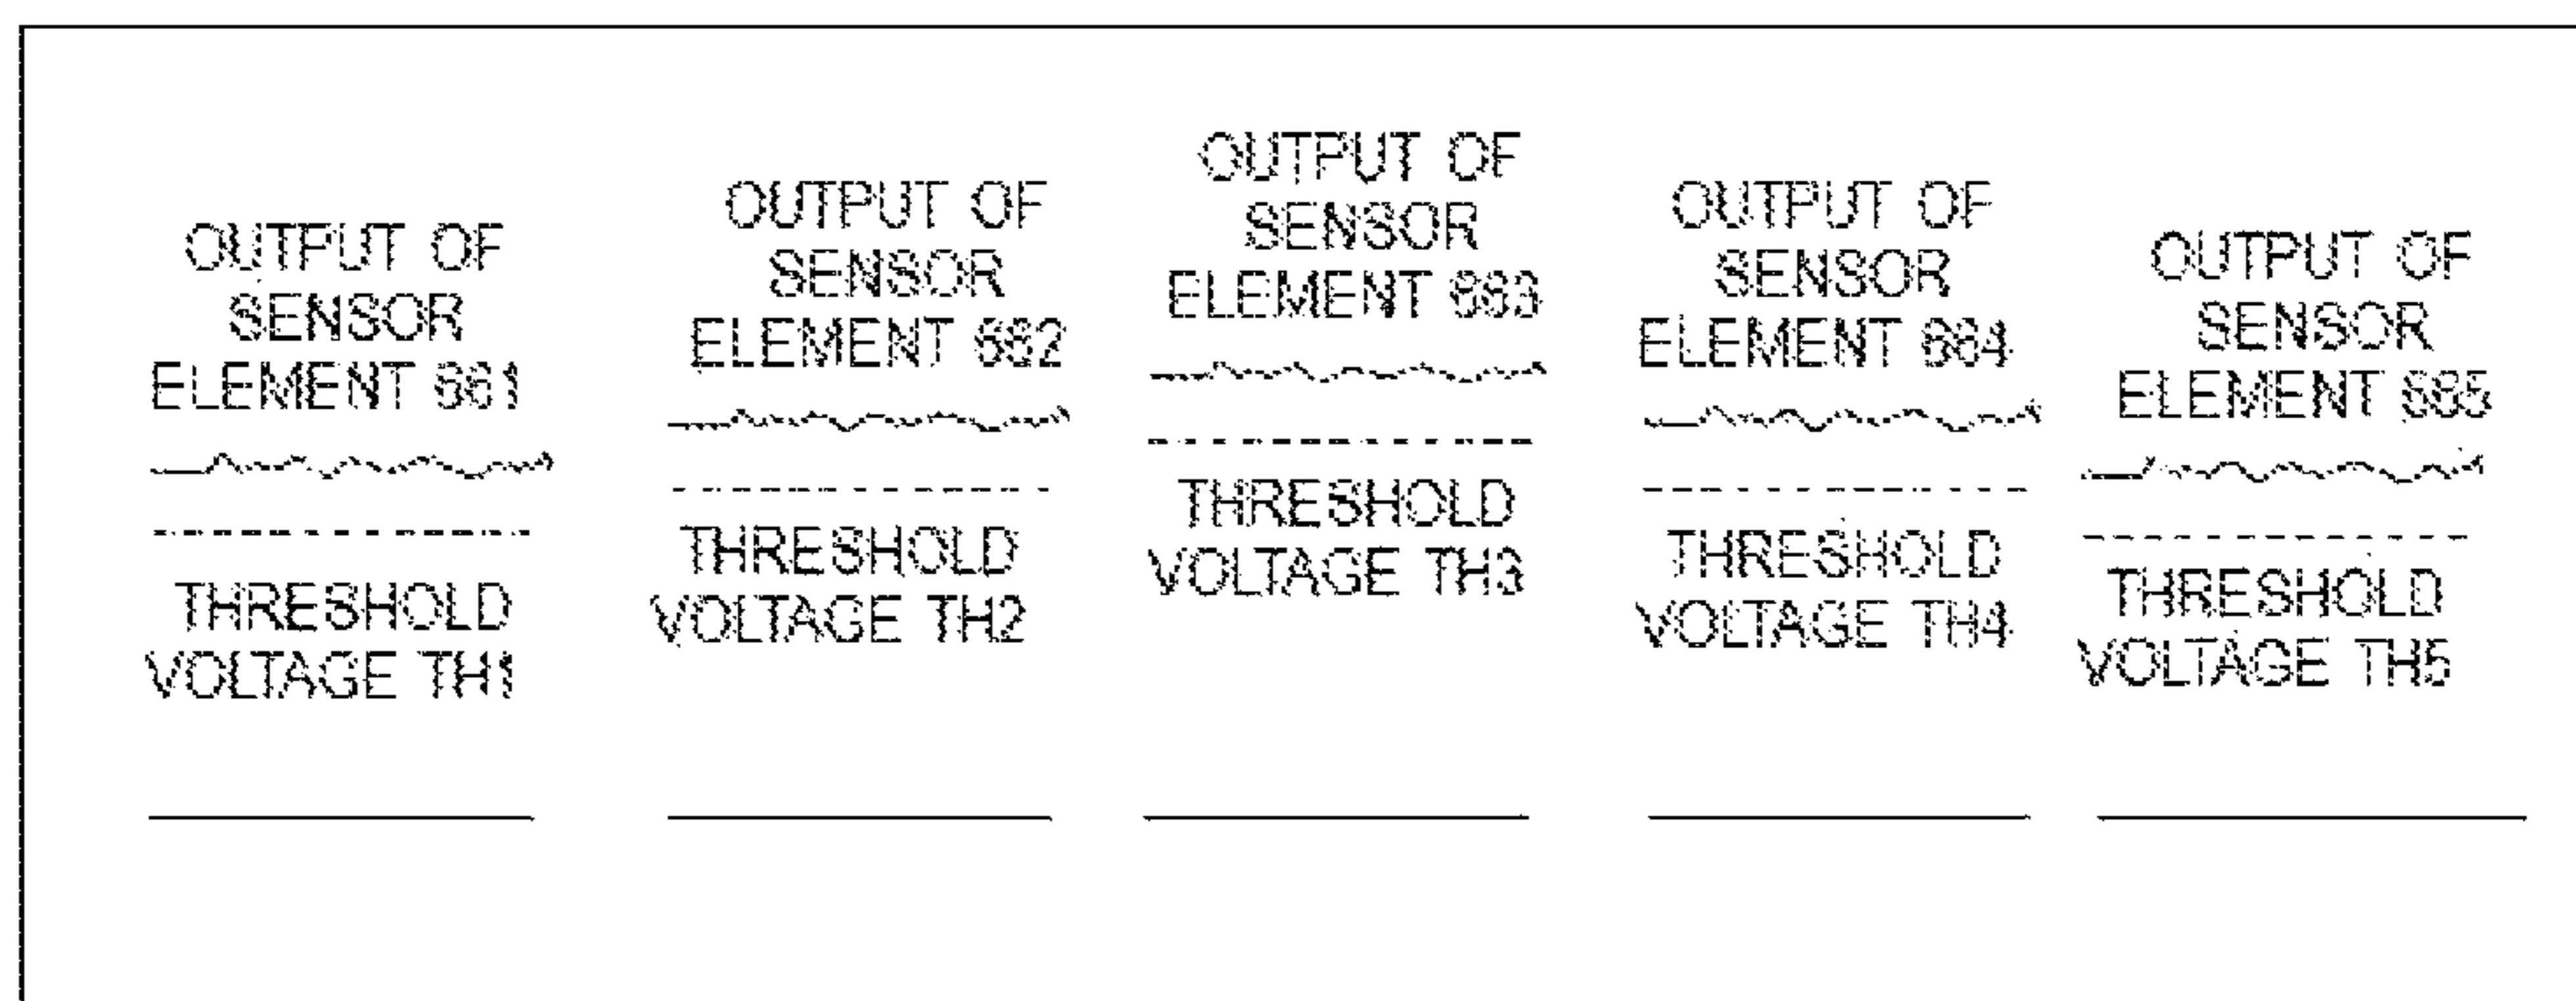 OUTPUT OF
SENSOR
ELEMENT 661
THRESHOLD
VOLTAGE TH1
OUTPUT OF
SENSOR
ELEMENT 662
THRESHOLD
VOLTAGE TH2
OUTPUT OF
SENSOR
ELEMENT 663
THRESHOLD
VOLTAGE TH3
OUTPUT OF
SENSOR
ELEMENT 664
THRESHOLD
VOLTAGE TH4
OUTPUT OF
SENSOR
ELEMENT 665
THRESHOLD
VOLTAGE TH5